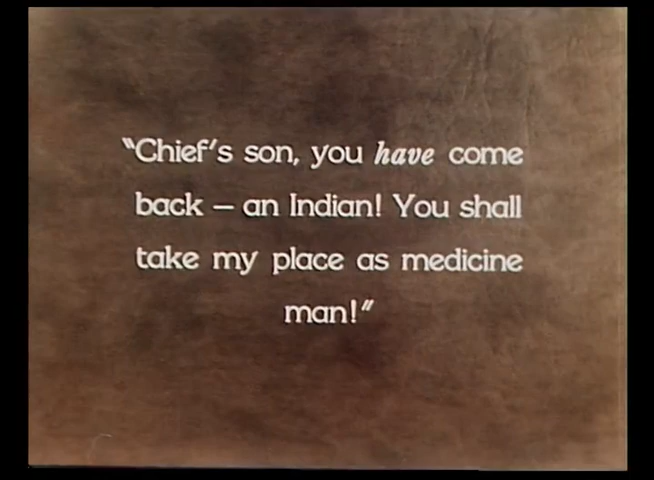 “Chief’s son, you have come
back — an Indian! You shall
take my place as medicine
man!”